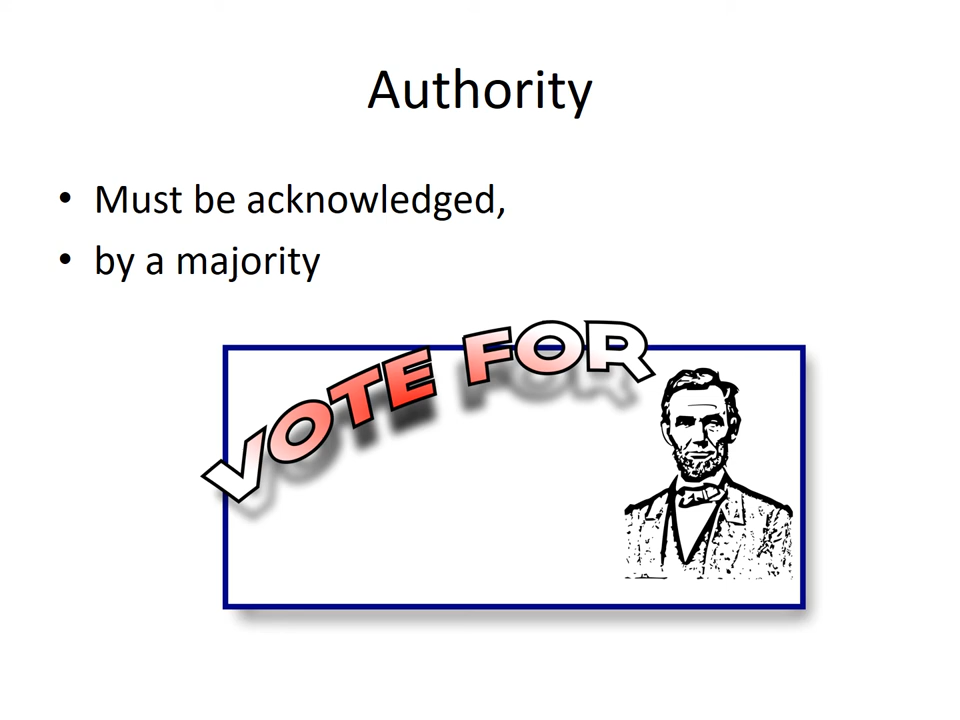 Authority
• Must be acknowledged,
• by a majority
VOTE FOR